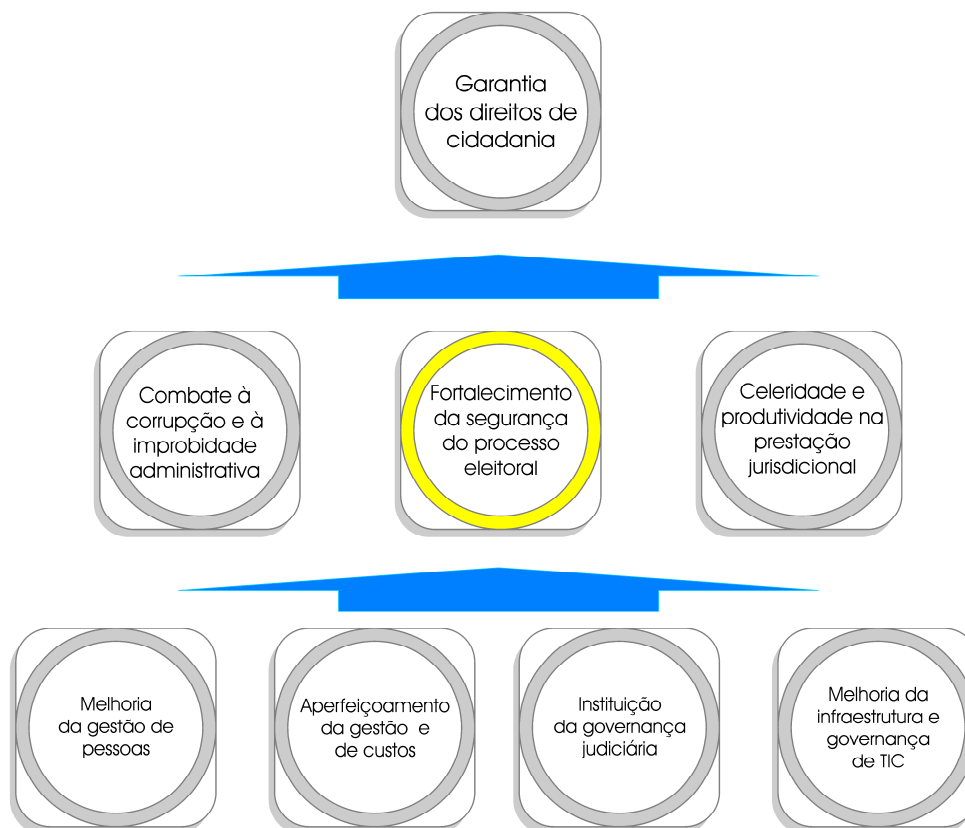 Garantia
dos direitos de
cidadania
Combate à
corrupção e à
improbidade
administrativa
Fortalecimento
da segurança
do processo
eleitoral
Celeridade e
produtividade na
prestação
jurisdicional
Melhoria
da gestão de
pessoas
Aperfeiçoamento
da gestão e
de custos
Instituição
da governança
judiciária
Melhoria da
infraestrutura e
governança
de TIC